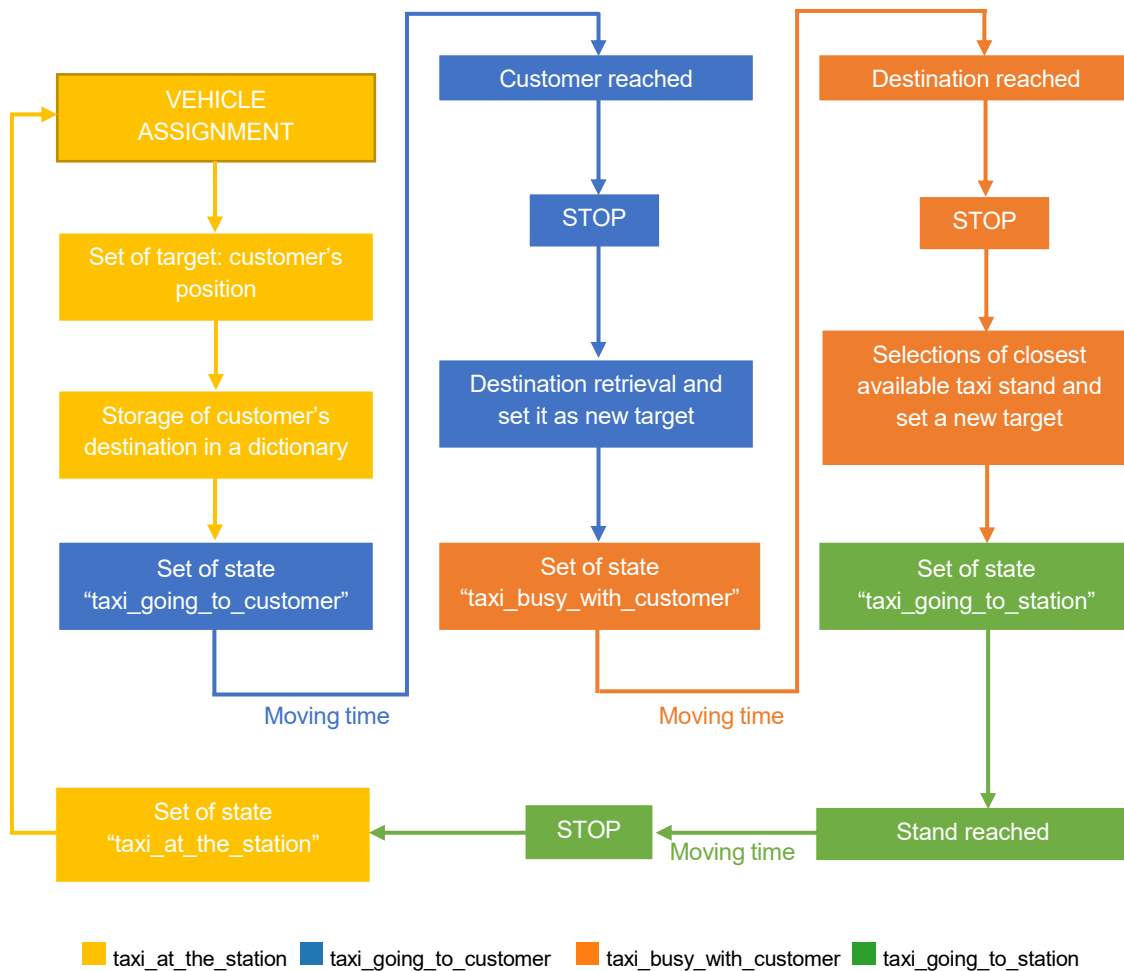 VEHICLE
ASSIGNMENT
Set of target: customer’s
position
Storage of customer’s
destination in a dictionary
Set of state
“taxi_going_to_customer”
Moving time
Customer reached
STOP
Destination retrieval and
set it as new target
Set of state
“taxi_busy_with_customer”
Moving time
Destination reached
STOP
Selections of closest
available taxi stand and
set a new target
Set of state
“taxi_going_to_station”
Stand reached
Moving time
STOP
Set of state
“taxi_at_the_station”
taxi_at_the_station taxi_going_to_customer taxi_busy_with_customer taxi_going_to_station